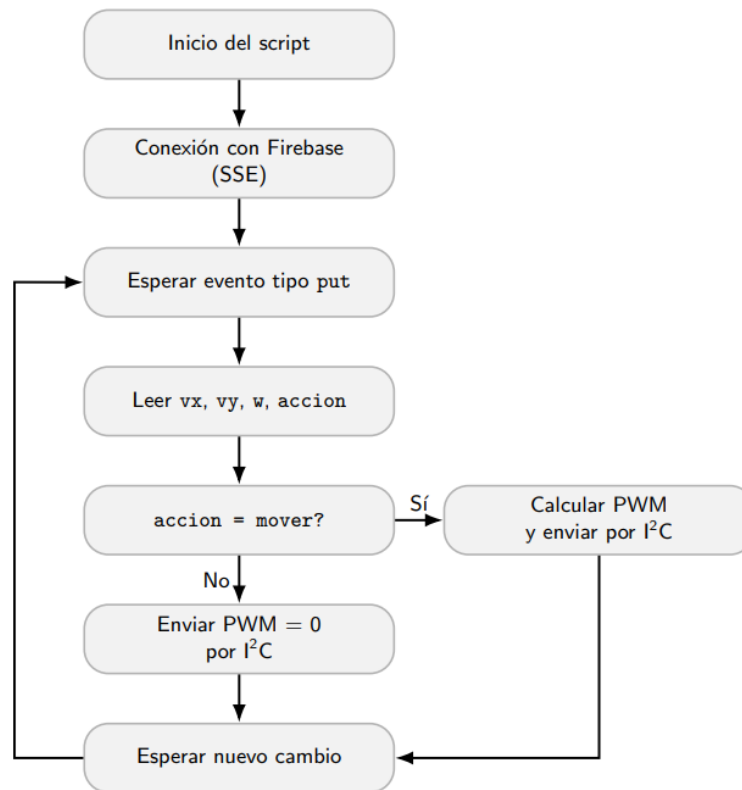 Inicio del script
Conexión con Firebase
(SSE)
Esperar evento tipo put
Leer vx, vy, w, accion
accion = mover?
Sí
Calcular PWM
y enviar por I²C
No
Enviar PWM = 0
por I²C
Esperar nuevo cambio